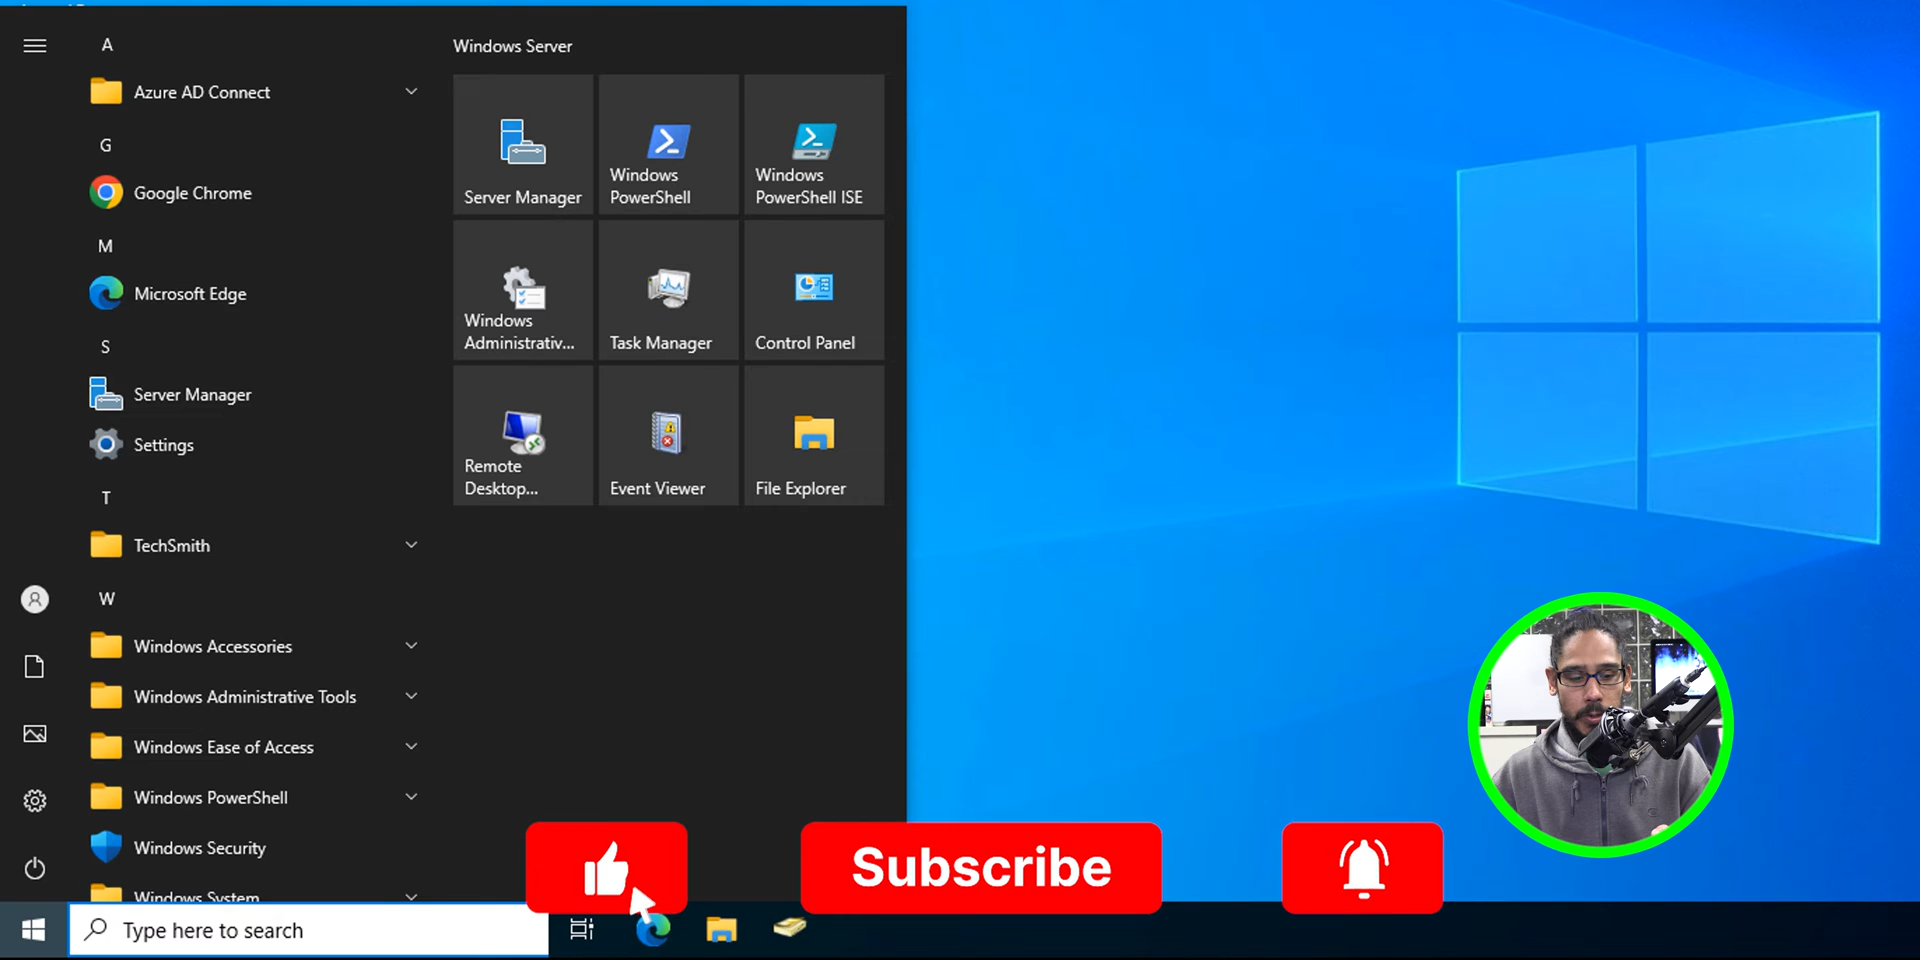 A
Azure AD Connect
G
Google Chrome
M
Microsoft Edge
S
Server Manager
Settings
T
TechSmith
W
Windows Accessories
Windows Administrative Tools
Windows Ease of Access
Windows PowerShell
Windows Security
Windows System
Windows Server
Server Manager
Windows
PowerShell
Windows
PowerShell ISE
Windows
Administrativ...
Task Manager
Control Panel
Remote
Desktop...
Event Viewer
File Explorer
Subscribe
Type here to search